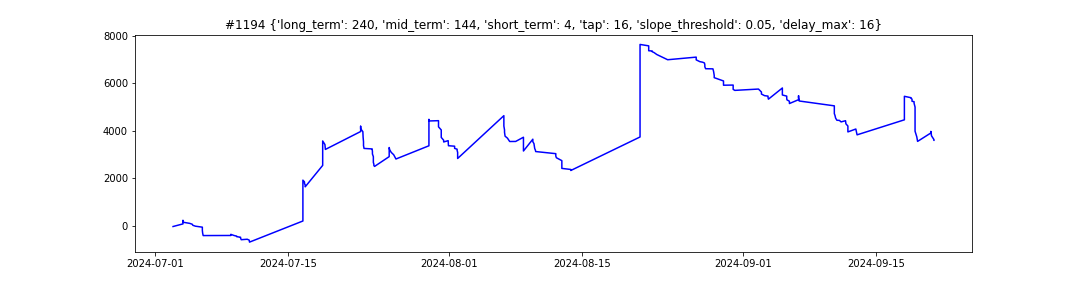 #1194 {'long_term': 240, 'mid_term': 144, 'short_term': 4, 'tap': 16, 'slope_threshold': 0.05, 'delay_max': 16}
8000
6000
4000
2000
0
2024-07-01 2024-07-15 2024-08-01 2024-08-15 2024-09-01 2024-09-15